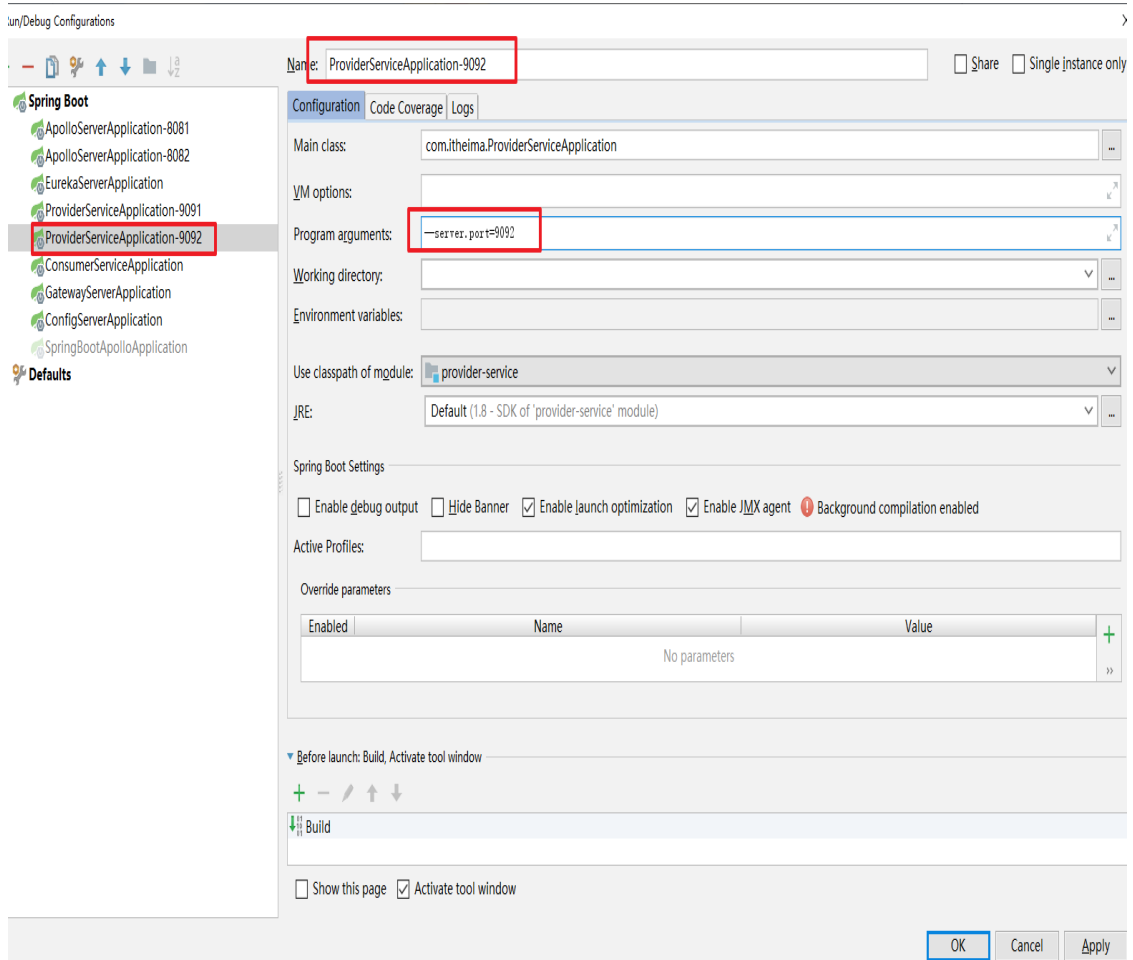 Run/Debug Configurations
Name: ProviderServiceApplication-9092
Share
Single instance only
Spring Boot
ApolloServerApplication-8081
ApolloServerApplication-8082
EurekaServerApplication
ProviderServiceApplication-9091
ProviderServiceApplication-9092
ConsumerServiceApplication
GatewayServerApplication
ConfigServerApplication
SpringBootApolloApplication
Defaults
Configuration
Code Coverage
Logs
Main class: com.itheima.ProviderServiceApplication
VM options:
Program arguments: —server.port=9092
Working directory:
Environment variables:
Use classpath of module: provider-service
JRE: Default (1.8 - SDK of 'provider-service' module)
Spring Boot Settings
Enable debug output
Hide Banner
Enable launch optimization
Enable JMX agent
Background compilation enabled
Active Profiles:
Override parameters
Enabled Name Value
No parameters
Before launch: Build, Activate tool window
Build
Show this page
Activate tool window
OK
Cancel
Apply